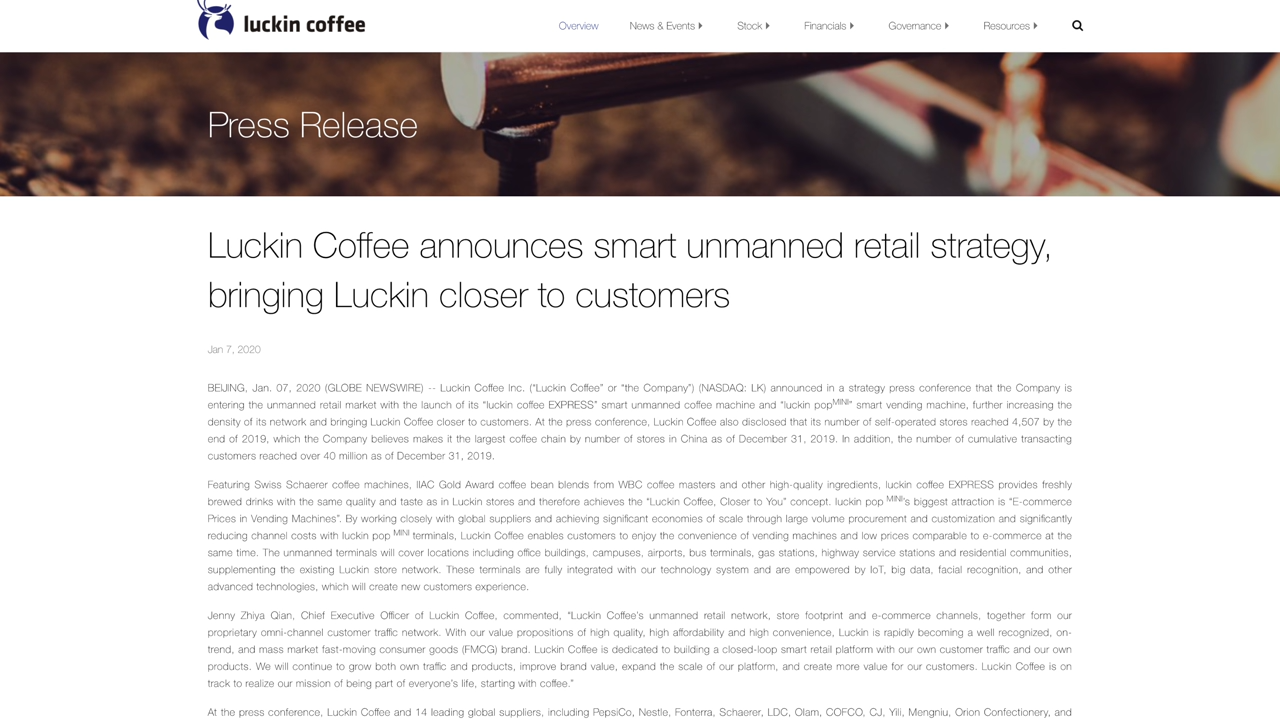 luckin coffee
Overview
News & Events
Stock
Financials
Governance
Resources
Press Release
Luckin Coffee announces smart unmanned retail strategy,
bringing Luckin closer to customers
Jan 7, 2020
BEIJING, Jan. 07, 2020 (GLOBE NEWSWIRE) -- Luckin Coffee Inc. (“Luckin Coffee” or “the Company”) (NASDAQ: LK) announced in a strategy press conference that the Company is
entering the unmanned retail market with the launch of its “luckin coffee EXPRESS” smart unmanned coffee machine and “luckin popMINI” smart vending machine, further increasing the
density of its network and bringing Luckin Coffee closer to customers. At the press conference, Luckin Coffee also disclosed that its number of self-operated stores reached 4,507 by the
end of 2019, which the Company believes makes it the largest coffee chain by number of stores in China as of December 31, 2019. In addition, the number of cumulative transacting
customers reached over 40 million as of December 31, 2019.
Featuring Swiss Schaerer coffee machines, IIAC Gold Award coffee bean blends from WBC coffee masters and other high-quality ingredients, luckin coffee EXPRESS provides freshly
brewed drinks with the same quality and taste as in Luckin stores and therefore achieves the “Luckin Coffee, Closer to You” concept. luckin pop MINI’s biggest attraction is “E-commerce
Prices in Vending Machines”. By working closely with global suppliers and achieving significant economies of scale through large volume procurement and customization and significantly
reducing channel costs with luckin pop MINI terminals, Luckin Coffee enables customers to enjoy the convenience of vending machines and low prices comparable to e-commerce at the
same time. The unmanned terminals will cover locations including office buildings, campuses, airports, bus terminals, gas stations, highway service stations and residential communities,
supplementing the existing Luckin store network. These terminals are fully integrated with our technology system and are empowered by IoT, big data, facial recognition, and other
advanced technologies, which will create new customers experience.
Jenny Zhiya Qian, Chief Executive Officer of Luckin Coffee, commented, “Luckin Coffee’s unmanned retail network, store footprint and e-commerce channels, together form our
proprietary omni-channel customer traffic network. With our value propositions of high quality, high affordability and high convenience, Luckin is rapidly becoming a well recognized, on-
trend, and mass market fast-moving consumer goods (FMCG) brand. Luckin Coffee is dedicated to building a closed-loop smart retail platform with our own customer traffic and our own
products. We will continue to grow both own traffic and products, improve brand value, expand the scale of our platform, and create more value for our customers. Luckin Coffee is on
track to realize our mission of being part of everyone’s life, starting with coffee.”
At the press conference, Luckin Coffee and 14 leading global suppliers, including PepsiCo, Nestle, Fonterra, Schaerer, LDC, Olam, COFCO, CJ, Yili, Mengniu, Orion Confectionery, and